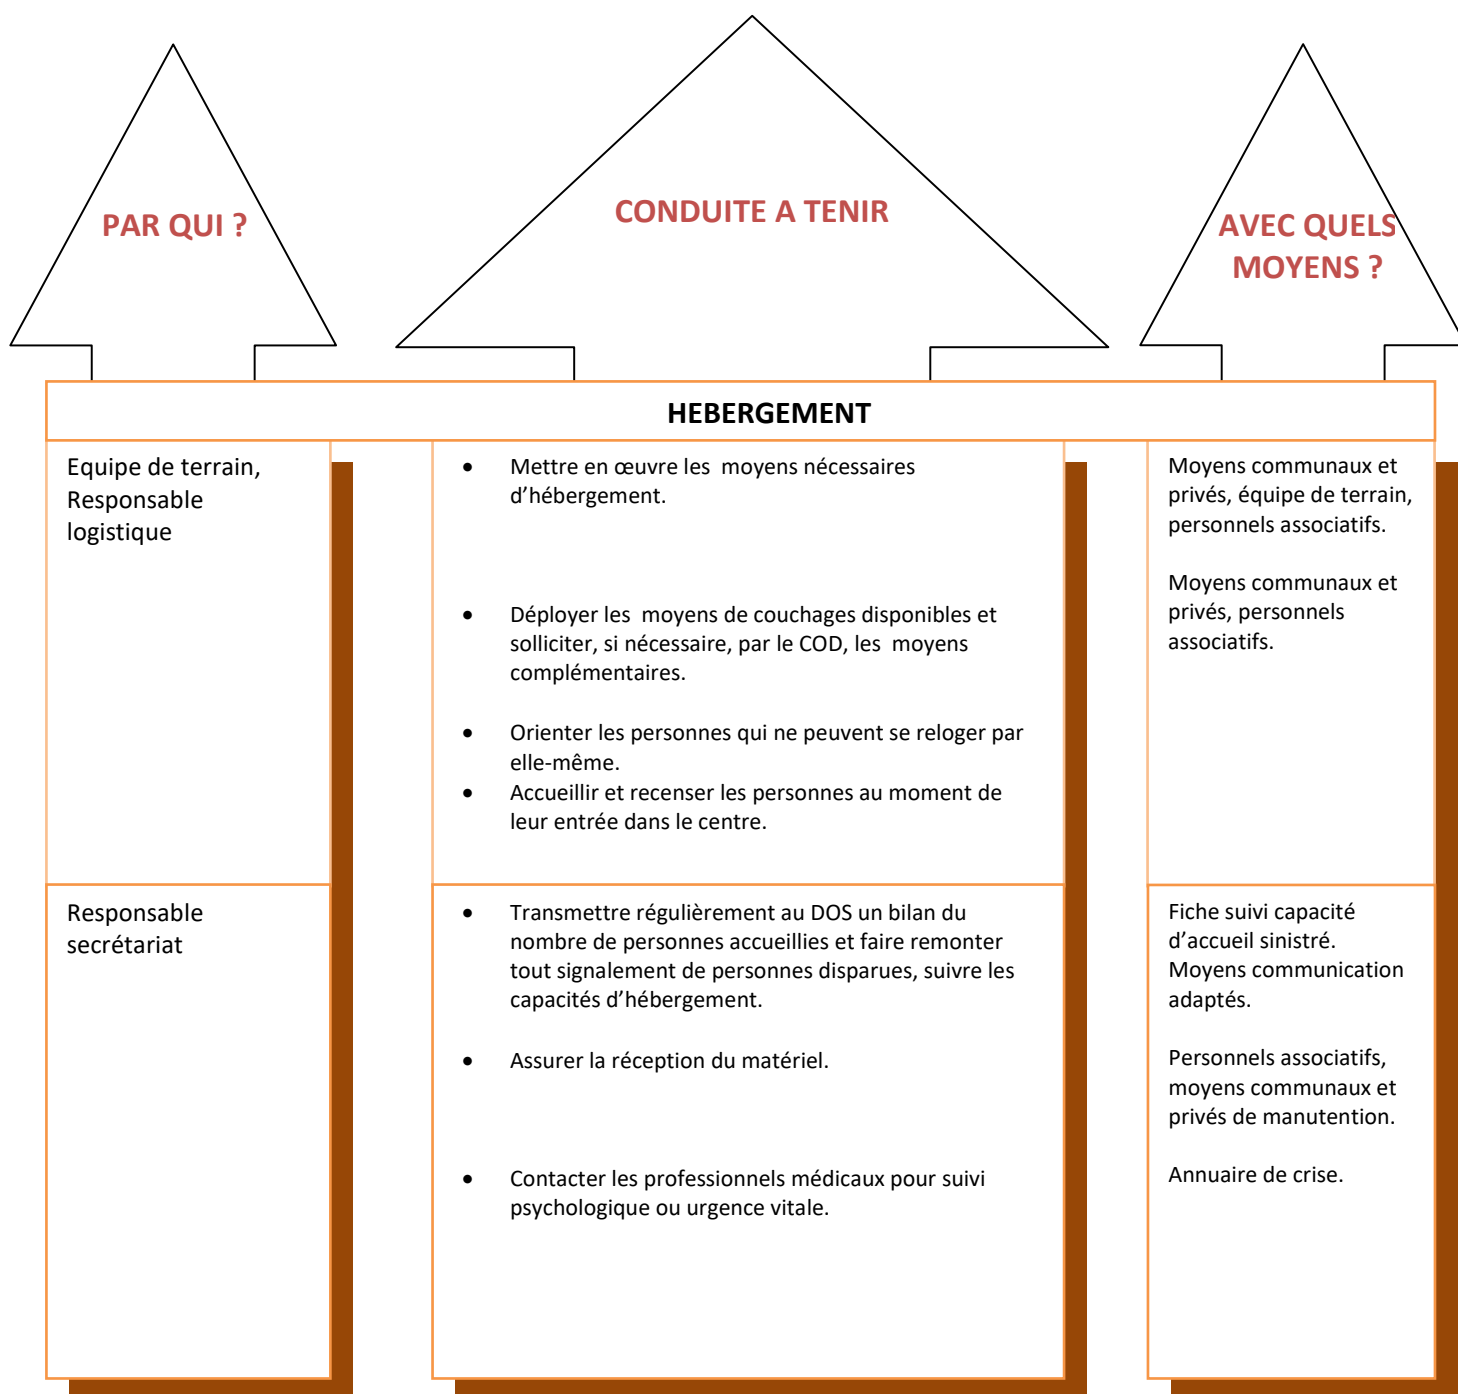 PAR QUI ?
CONDUITE A TENIR
AVEC QUELS
MOYENS ?
HEBERGEMENT
Equipe de terrain,
Responsable
logistique
• Mettre en œuvre les moyens nécessaires
d’hébergement.
• Déployer les moyens de couchages disponibles et
solliciter, si nécessaire, par le COD, les moyens
complémentaires.
• Orienter les personnes qui ne peuvent se reloger par
elle-même.
• Accueillir et recenser les personnes au moment de
leur entrée dans le centre.
Moyens communaux et
privés, équipe de terrain,
personnels associatifs.
Moyens communaux et
privés, personnels
associatifs.
Responsable
secrétariat
• Transmettre régulièrement au DOS un bilan du
nombre de personnes accueillies et faire remonter
tout signalement de personnes disparues, suivre les
capacités d’hébergement.
• Assurer la réception du matériel.
• Contacter les professionnels médicaux pour suivi
psychologique ou urgence vitale.
Fiche suivi capacité
d’accueil sinistré.
Moyens communication
adaptés.
Personnels associatifs,
moyens communaux et
privés de manutention.
Annuaire de crise.